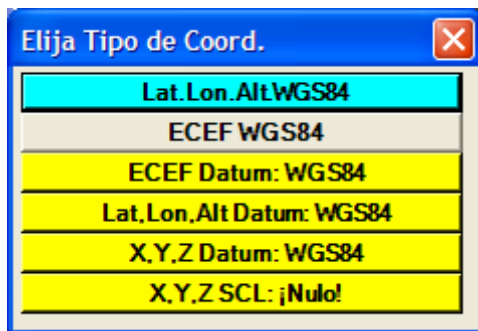 Elija Tipo de Coord.
Lat.Lon.Alt.WGS84
ECEF WGS84
ECEF Datum: WGS84
Lat,Lon,Alt Datum: WGS84
X,Y,Z Datum: WGS84
X,Y,Z SCL: ¡Nulo!